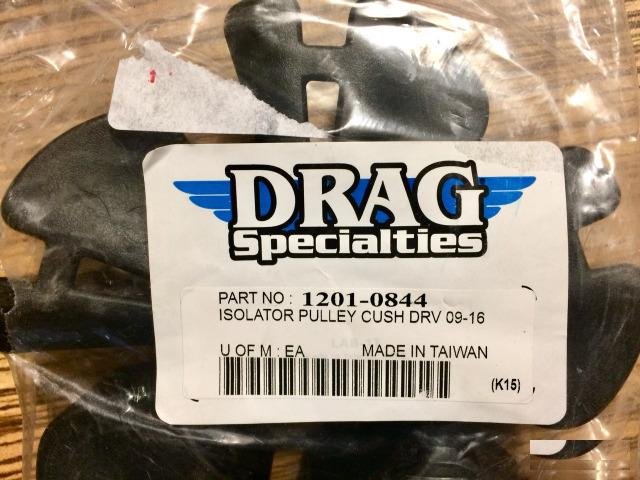 DRAG
Specialties
PART NO : 1201-0844
ISOLATOR PULLEY CUSH DRV 09-16
U OF M : EA MADE IN TAIWAN
(K15)